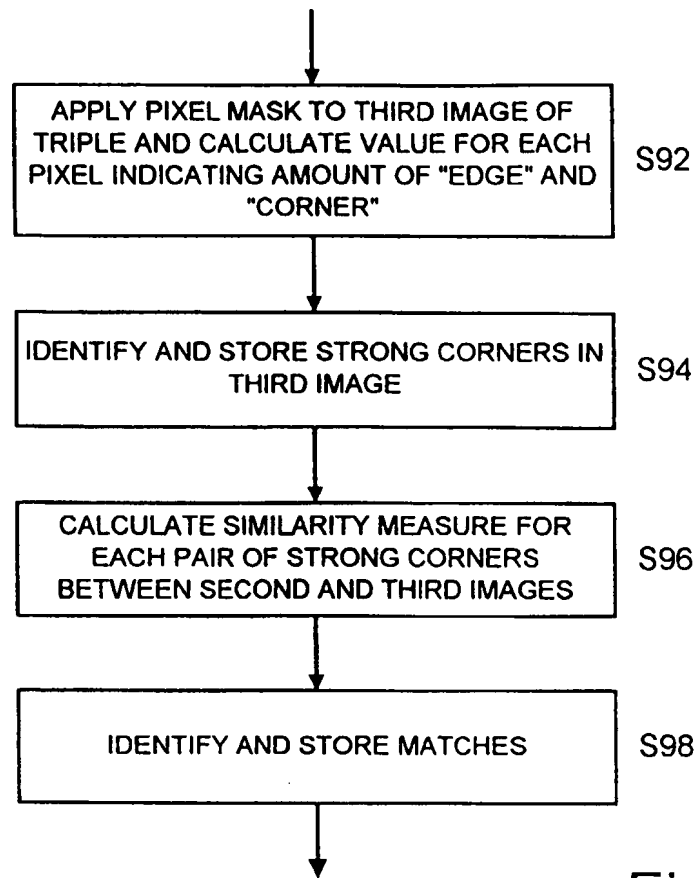 APPLY PIXEL MASK TO THIRD IMAGE OF
TRIPLE AND CALCULATE VALUE FOR EACH
PIXEL INDICATING AMOUNT OF "EDGE" AND
"CORNER"
S92
IDENTIFY AND STORE STRONG CORNERS IN
THIRD IMAGE
S94
CALCULATE SIMILARITY MEASURE FOR
EACH PAIR OF STRONG CORNERS
BETWEEN SECOND AND THIRD IMAGES
S96
IDENTIFY AND STORE MATCHES
S98